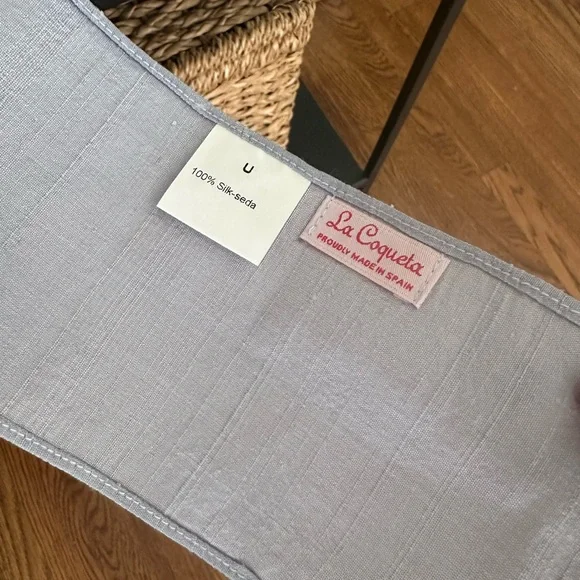 U
100% Silk-seda
La Coqueta
PROUDLY MADE IN SPAIN